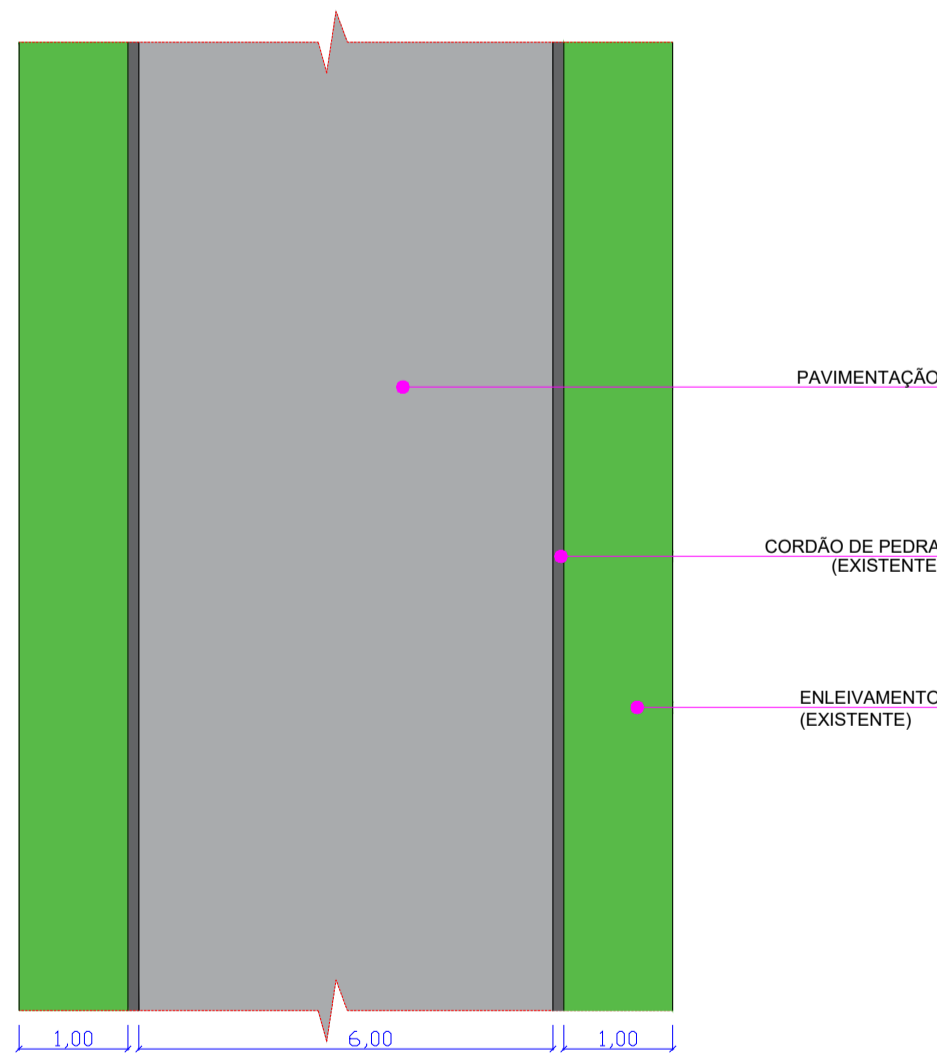 PAVIMENTAÇÃO
CORDÃO DE PEDRA
(EXISTENTE
ENLEIVAMENTO
(EXISTENTE)
1,00 6,00 1,00